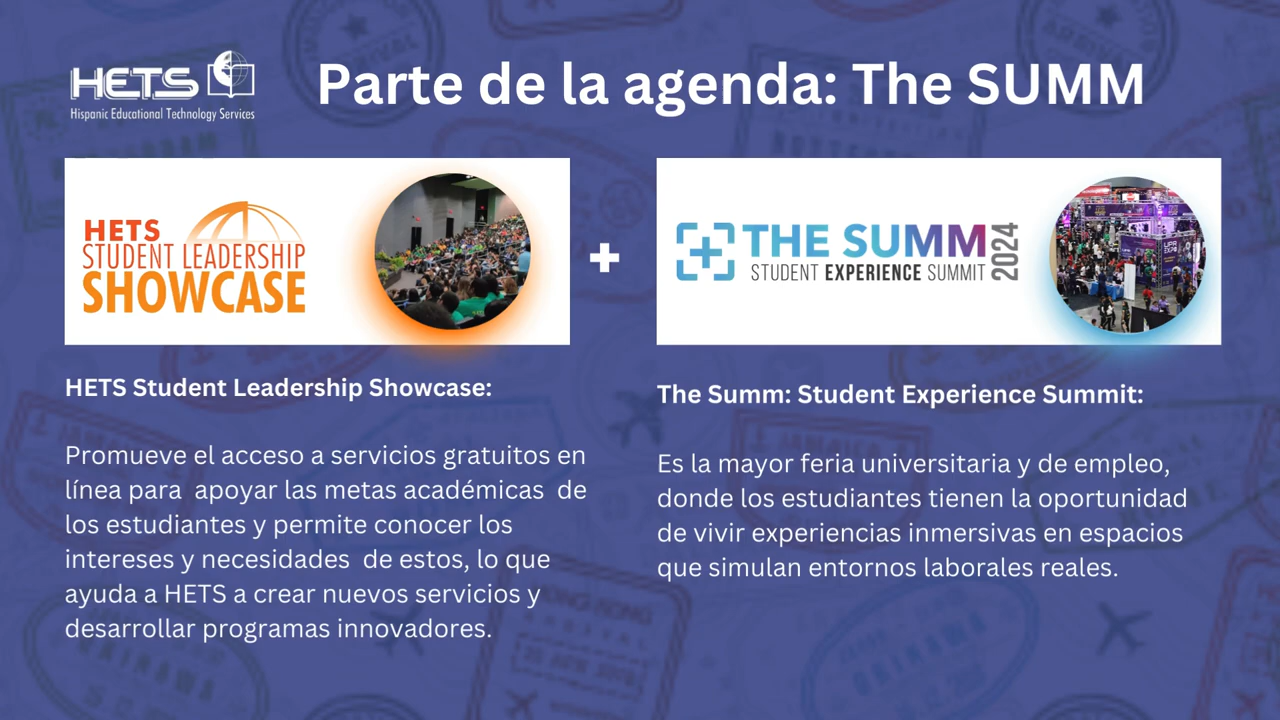 HETS
Hispanic Educational Technology Services
Parte de la agenda: The SUMM
HETS
STUDENT LEADERSHIP
SHOWCASE
+
THE SUMM
STUDENT EXPERIENCE SUMMIT
2024
HETS Student Leadership Showcase:
Promueve el acceso a servicios gratuitos en
línea para apoyar las metas académicas de
los estudiantes y permite conocer los
intereses y necesidades de estos, lo que
ayuda a HETS a crear nuevos servicios y
desarrollar programas innovadores.
The Summ: Student Experience Summit:
Es la mayor feria universitaria y de empleo,
donde los estudiantes tienen la oportunidad
de vivir experiencias inmersivas en espacios
que simulan entornos laborales reales.